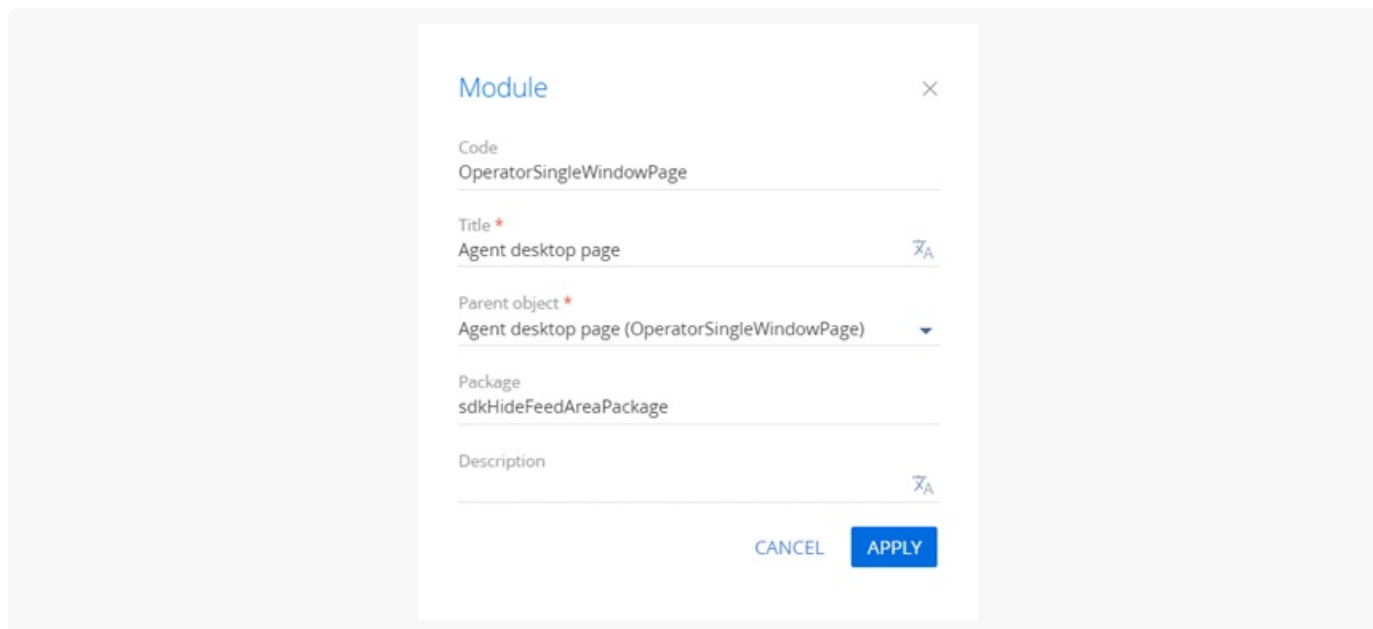 Module
Code
OperatorSingleWindowPage
Title *
Agent desktop page
Parent object *
Agent desktop page (OperatorSingleWindowPage)
Package
sdkHideFeedAreaPackage
Description
CANCEL APPLY